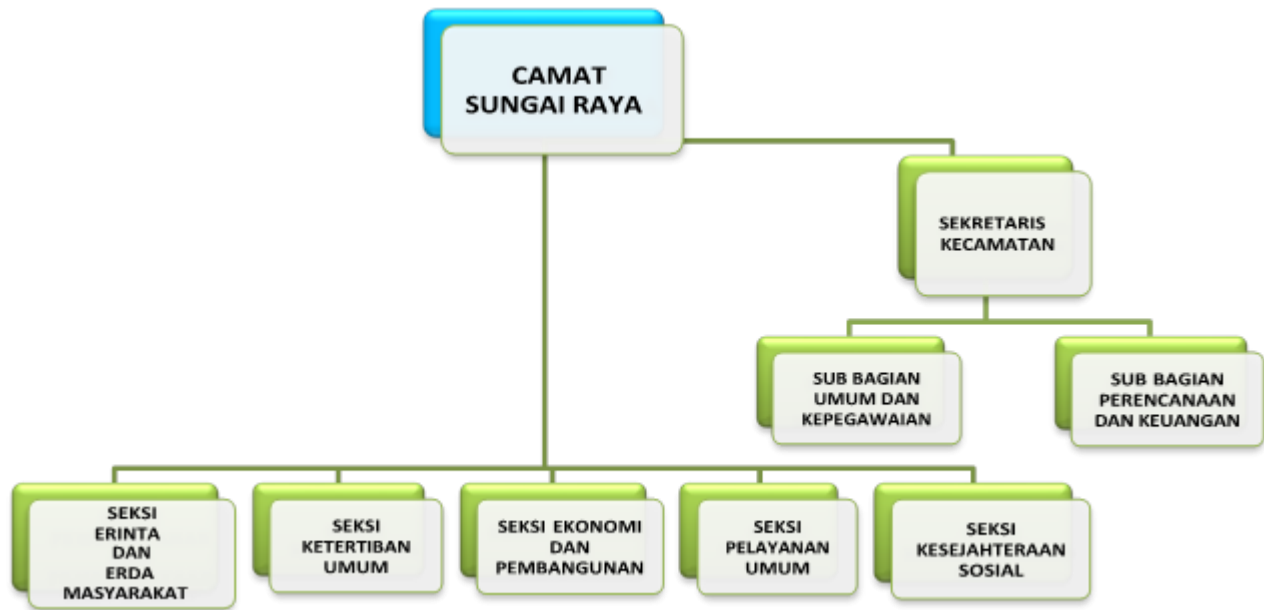 CAMAT
SUNGAI RAYA
SEKRETARIS
KECAMATAN
SUB BAGIAN
UMUM DAN
KEPEGAWAIAN
SUB BAGIAN
PERENCANAAN
DAN KEUANGAN
SEKSI
ERINTA
DAN
ERDA
MASYARAKAT
SEKSI
KETERTIBAN
UMUM
SEKSI EKONOMI
DAN
PEMBANGUNAN
SEKSI
PELAYANAN
UMUM
SEKSI
KESEJAHTERAAN
SOSIAL